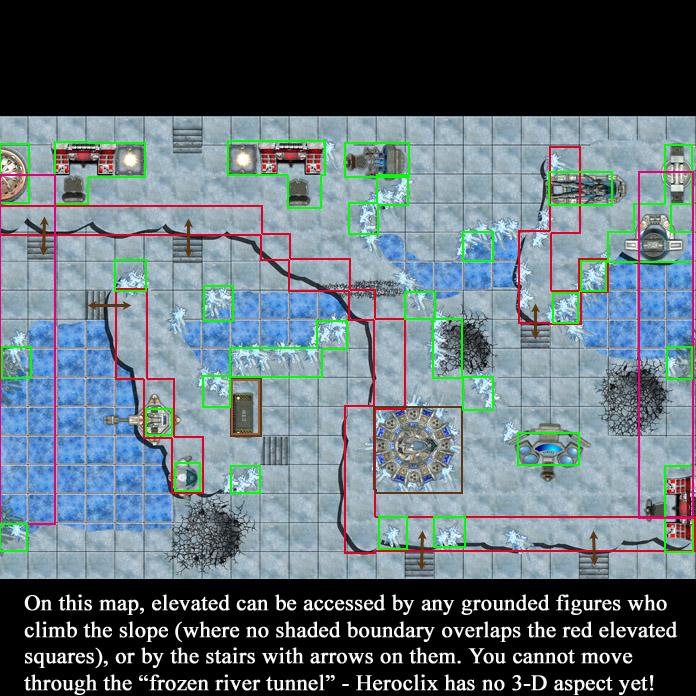 On this map, elevated can be accessed by any grounded figures who
climb the slope (where no shaded boundary overlaps the red elevated
squares), or by the stairs with arrows on them. You cannot move
through the “frozen river tunnel” - Heroclix has no 3-D aspect yet!